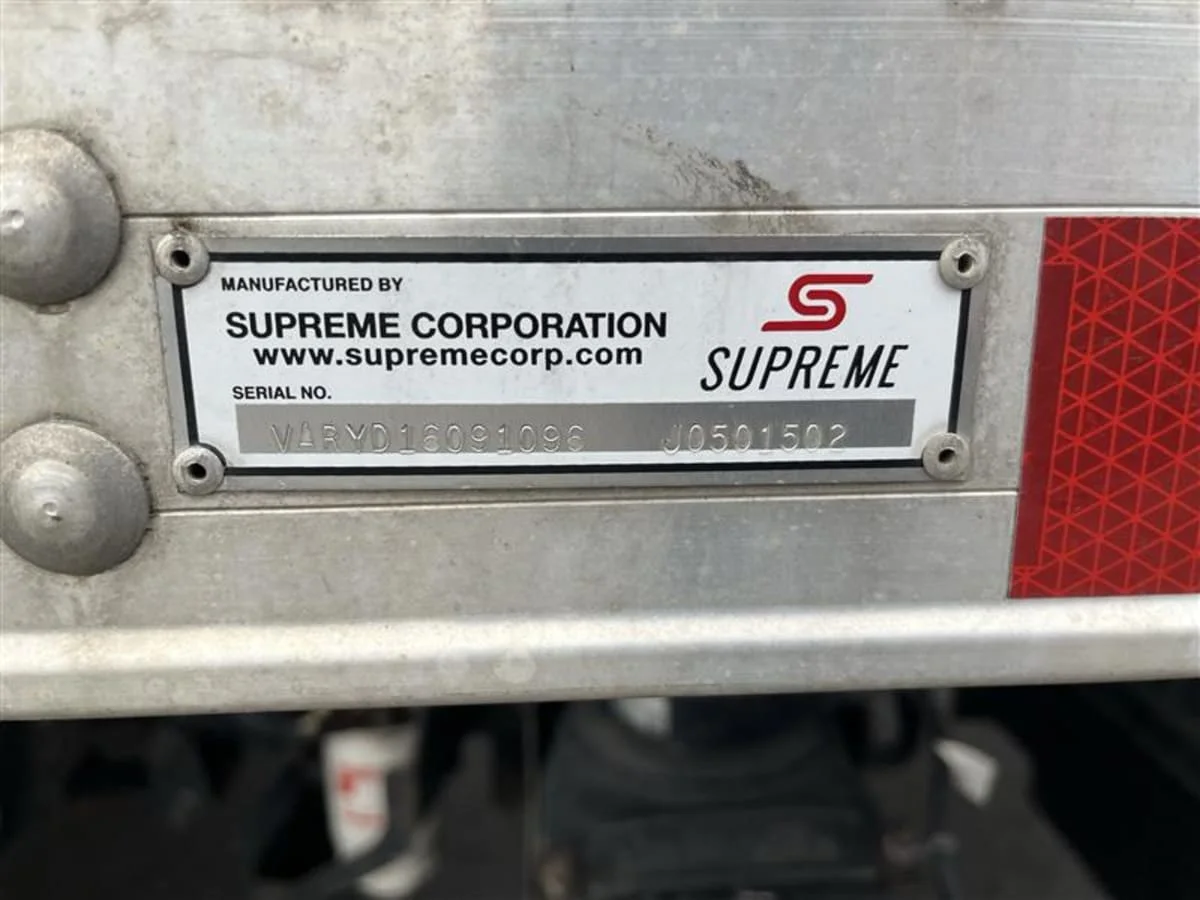 MANUFACTURED BY
SUPREME CORPORATION
www.supremecorp.com
SUPREME
SERIAL NO.
VARYD16091096 J0501502